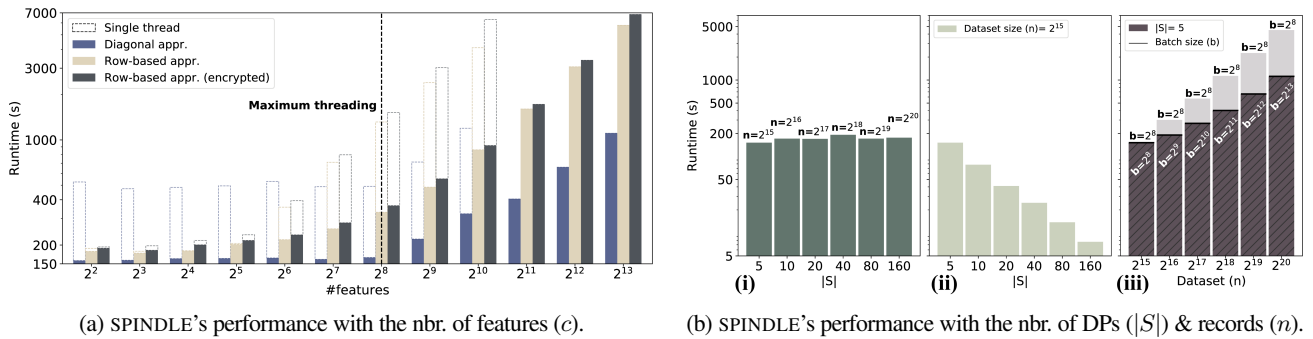 7000
3000
1000
400
200
150
Runtime (s)
Single thread
Diagonal appr.
Row-based appr.
Row-based appr. (encrypted)
Maximum threading
2^2 2^3 2^4 2^5 2^6 2^7 2^8 2^9 2^10 2^11 2^12 2^13
#features
(a) SPINDLE's performance with the nbr. of features (c).
5000
1000
500
200
50
5
Runtime (s)
n=2^15
n=2^16
n=2^17
n=2^18
n=2^19
n=2^20
5 10 20 40 80 160
(i)
|S|
Dataset size (n)= 2^15
5 10 20 40 80 160
(ii)
|S|
|S|= 5
Batch size (b)
b=2^8
b=2^8
b=2^8
b=2^8
b=2^8
b=2^8
b=2^8
b=2^9
b=2^10
b=2^11
b=2^12
b=2^13
2^15 2^16 2^17 2^18 2^19 2^20
(iii)
Dataset (n)
(b) SPINDLE's performance with the nbr. of DPs (|S|) & records (n).